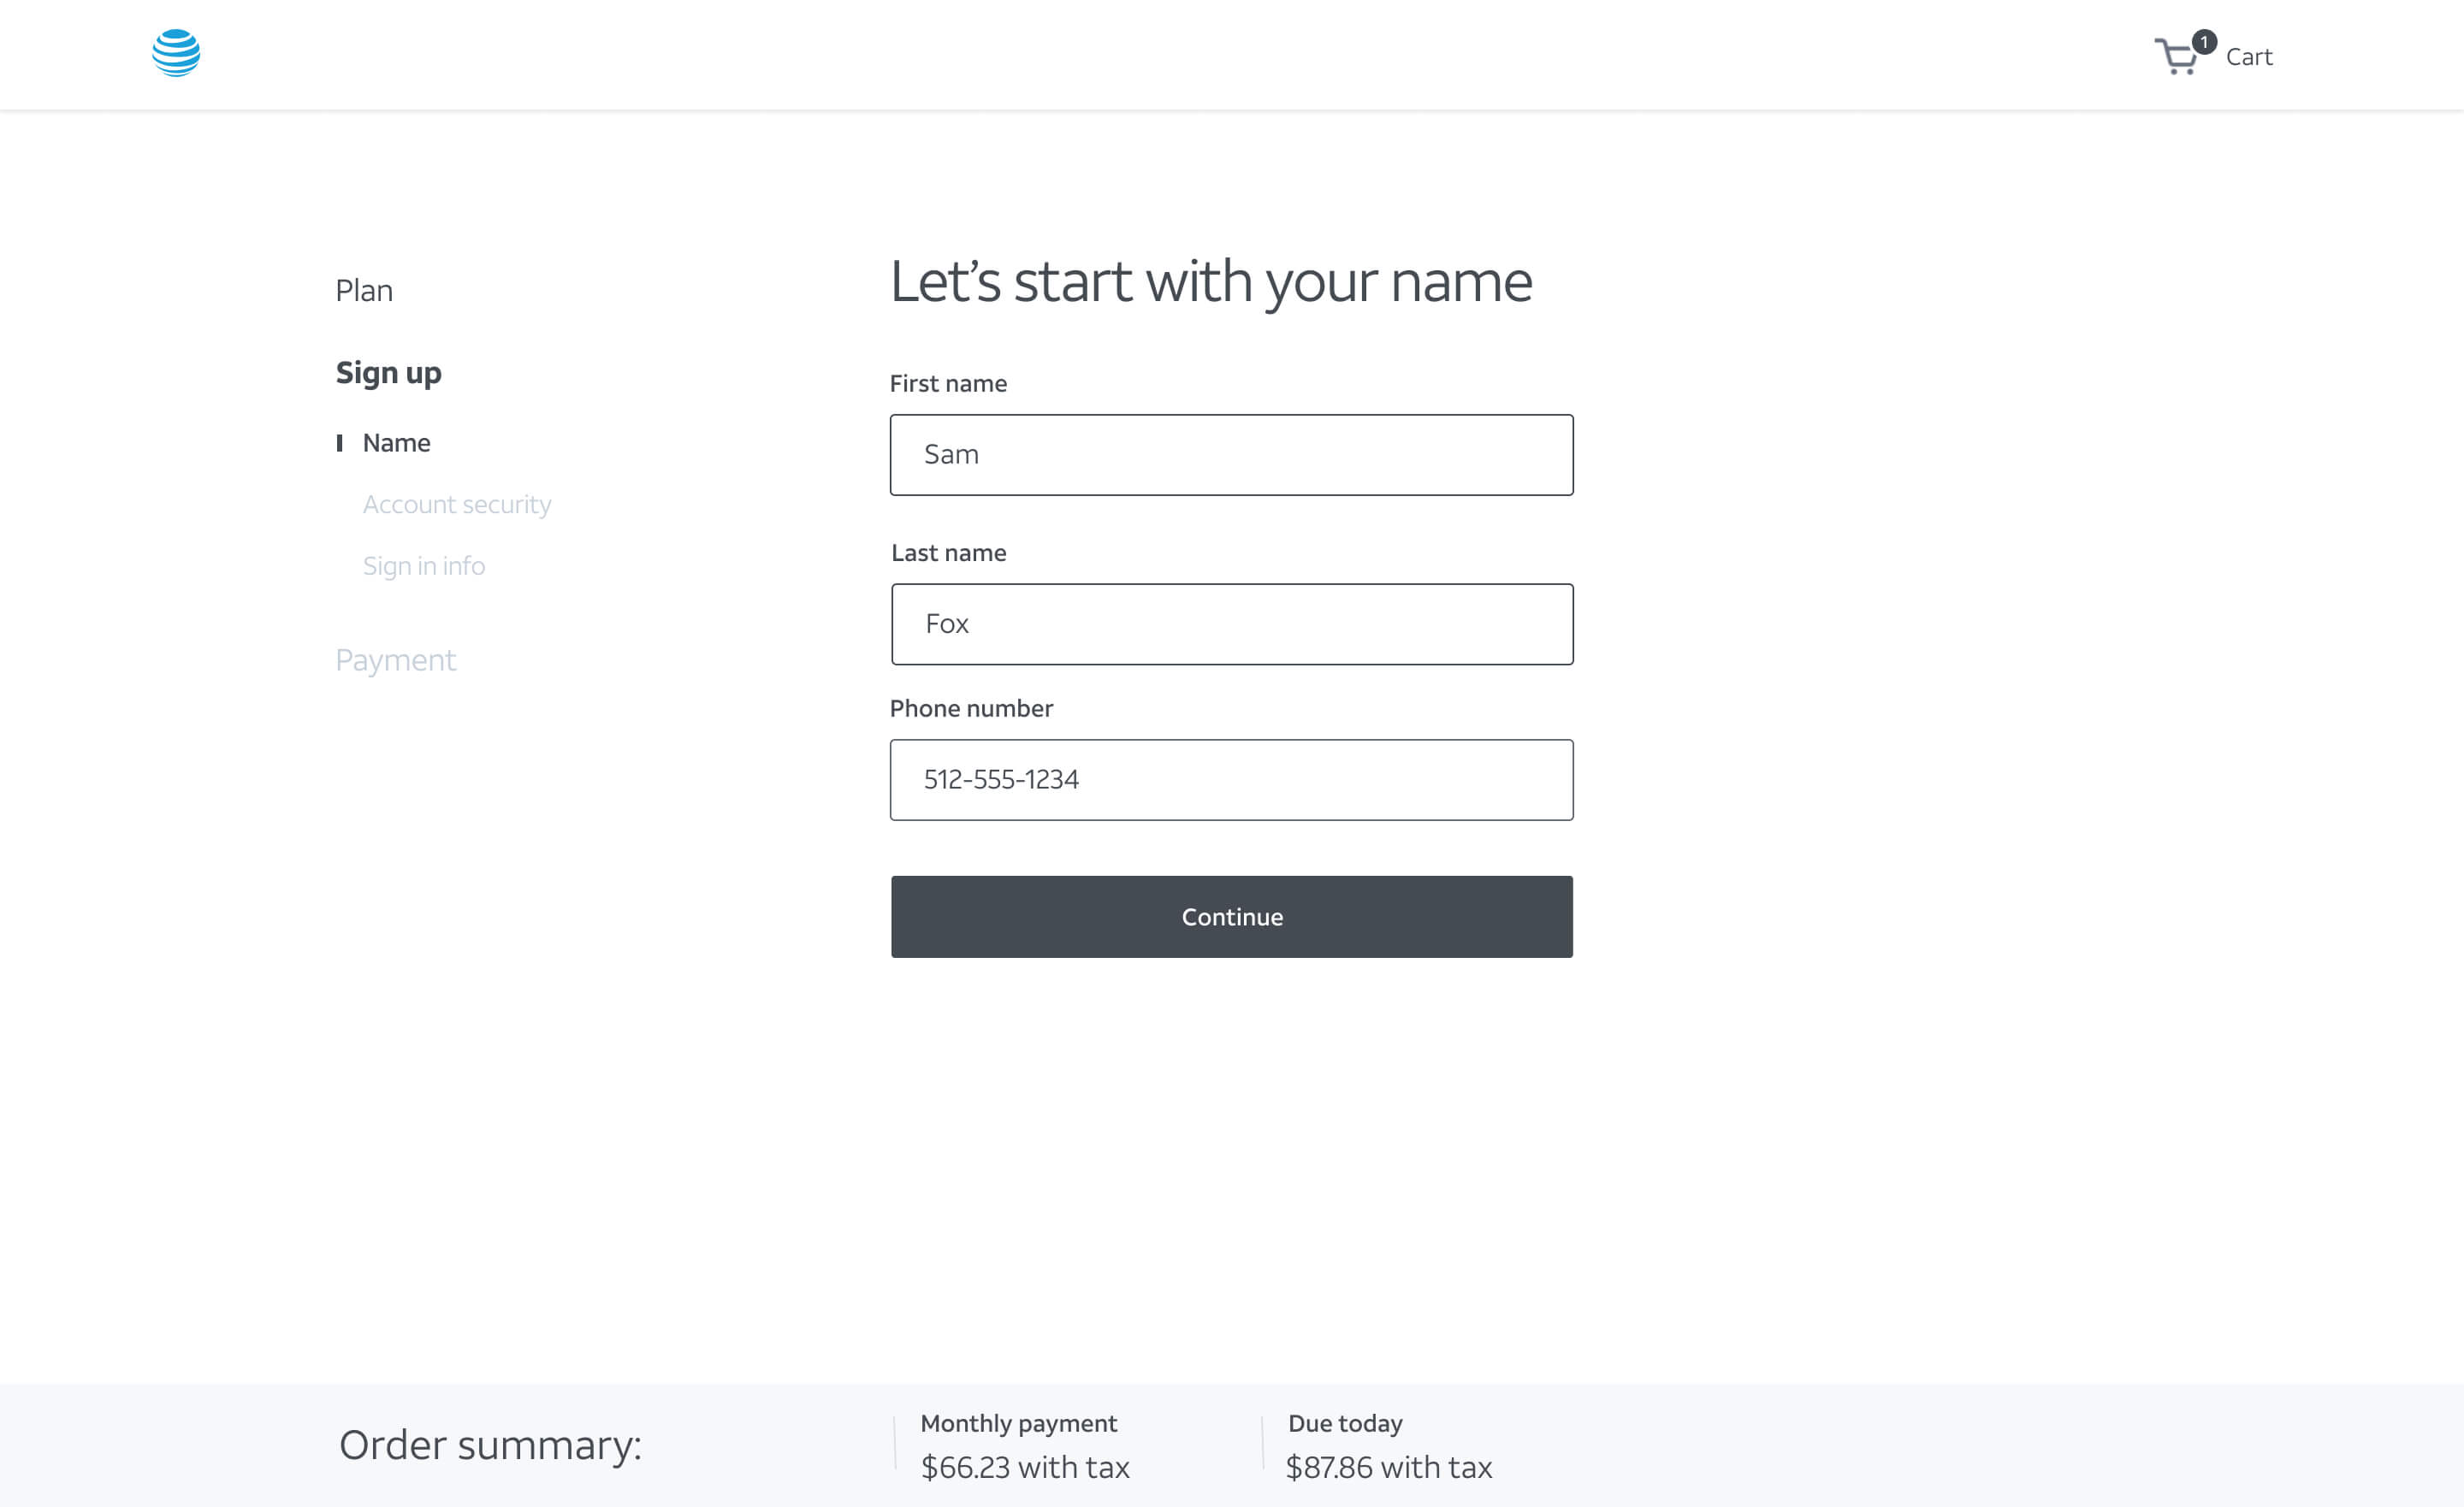 1
Cart
Plan
Sign up
Name
Account security
Sign in info
Payment
Let’s start with your name
First name
Sam
Last name
Fox
Phone number
512-555-1234
Continue
Order summary:
Monthly payment
$66.23 with tax
Due today
$87.86 with tax